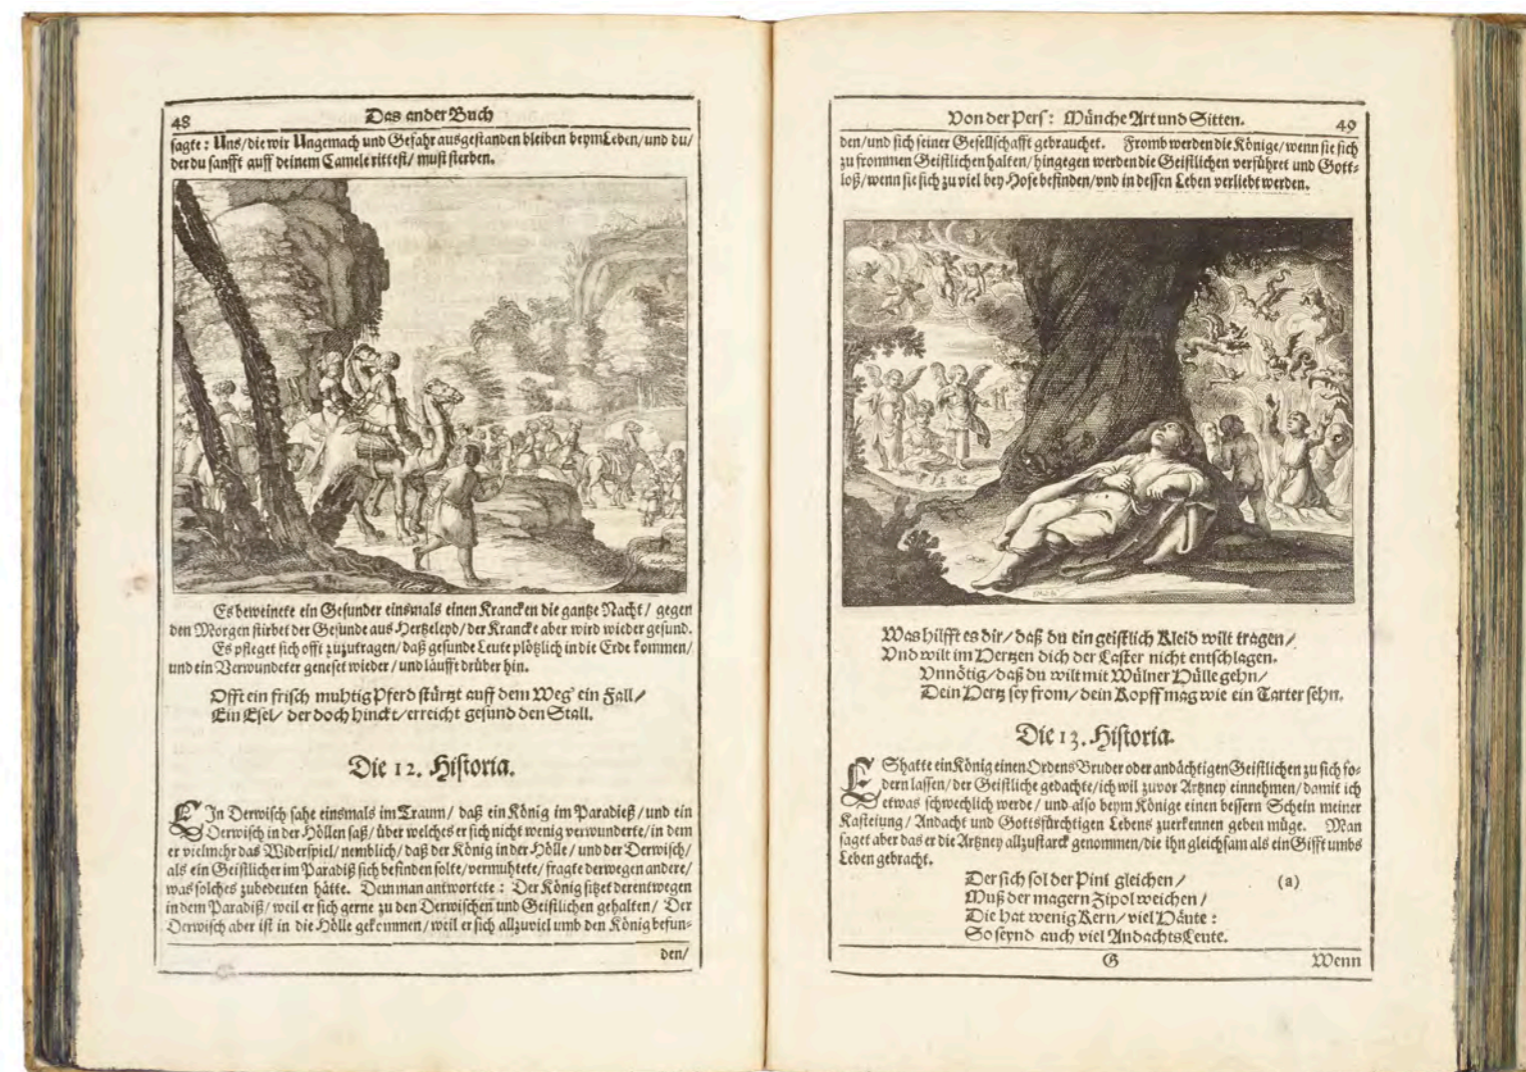 48
Das ander Buch
sagte: Uns/die wir Ungemach und Gefahr ausgestanden bleiben beym Leben/und du/
der du sanfft auff deinem Camele rittest/ must sterben.
Es beweinete ein Gesunder einsmals einen Krancken die gantze Nacht/ gegen
den Morgen stirbet der Gesunde aus Hertzeleyd/der Krancke aber wird wieder gesund.
Es pfleget sich offt zuzutragen/daß gesunde Leute plötzlich in die Erde kommen/
und ein Verwundeter geneset wieder/und läufft drüber hin.
Offt ein frisch muhtig Pferd stürtzt auff dem Weg ein Fall/
Ein Esel/ der doch hinckt/erreicht gesund den Stall.
Die 12. Historia.
EIn Derwisch sahe einsmals im Traum/ daß ein König im Paradieß/und ein
Derwisch in der Höllen saß/über welches er sich nicht wenig verwunderte/in dem
er vielmehr das Widerspiel/nemblich/daß der König in der Hölle/und der Derwisch/
als ein Geistlicher im Paradiß sich befinden solte/vermuhtete/fragte derwegen andere/
was solches zubedeuten hätte. Dem man antwortete: Der König sitzet derentwegen
in dem Paradiß/weil er sich gerne zu den Derwischen und Geistlichen gehalten/ Der
Derwisch aber ist in die Hölle gekommen/weil er sich allzuviel umb den König befun-
den/
Von der Pers: Münche Art und Sitten.
49
den/und sich seiner Gesellschafft gebrauchet. Fromb werden die Könige/wenn sie sich
zu frommen Geistlichen halten/hingegen werden die Geistlichen verführet und Gott-
loß/wenn sie sich zu viel bey Hofe befinden/vnd in dessen Leben verliebt werden.
Was hilfft es dir/daß du ein geistlich Kleid wilt tragen/
Vnd wilt im Hertzen dich der Laster nicht entschlagen.
Vnnötig/daß du wilt mit Wülner Hülle gehn/
Dein Hertz sey from/dein Kopff mag wie ein Tarter sehn.
Die 13. Historia.
ES hatte ein König einen Ordens Bruder oder andächtigen Geistlichen zu sich fo-
dern lassen/der Geistliche gedachte/ich wil zuvor Artzney einnehmen/damit ich
etwas schwechlich werde/und also beym Könige einen bessern Schein meiner
Kasteiung/Andacht und Gottsfürchtigen Lebens zuerkennen geben müge. Man
saget aber das er die Artzney allzustarck genommen/die ihn gleichsam als ein Gifft umbs
Leben gebracht.
Der sich sol der Pint gleichen/ (a)
Muß der magern Zipol weichen/
Die hat wenig Kern/viel Häute:
So seynd auch viel Andachts Leute.
G
Wenn